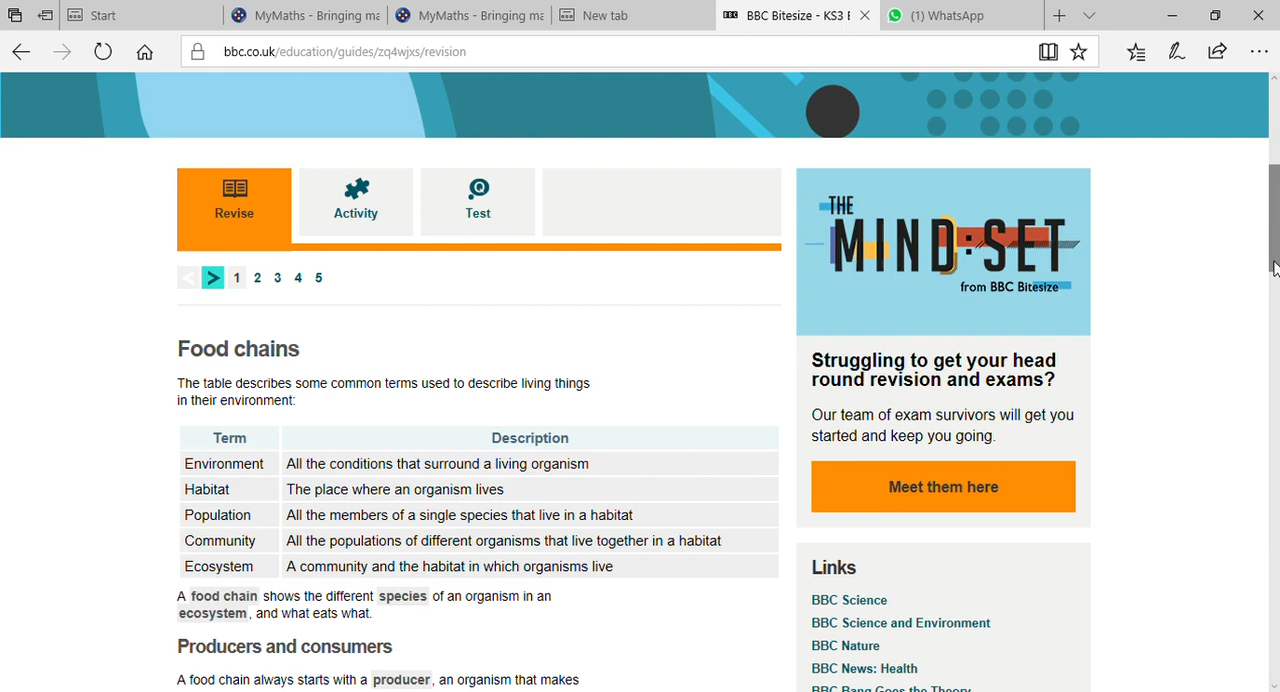 Start
MyMaths - Bringing ma
MyMaths - Bringing ma
New tab
BBC Bitesize - KS3 E
(1) WhatsApp
bbc.co.uk/education/guides/zq4wjxs/revision
Revise
Activity
Test
< > 1 2 3 4 5
Food chains
The table describes some common terms used to describe living things
in their environment:
Term Description
Environment All the conditions that surround a living organism
Habitat The place where an organism lives
Population All the members of a single species that live in a habitat
Community All the populations of different organisms that live together in a habitat
Ecosystem A community and the habitat in which organisms live
A food chain shows the different species of an organism in an
ecosystem, and what eats what.
Producers and consumers
A food chain always starts with a producer, an organism that makes
THE
MIND:SET
from BBC Bitesize
Struggling to get your head
round revision and exams?
Our team of exam survivors will get you
started and keep you going.
Meet them here
Links
BBC Science
BBC Science and Environment
BBC Nature
BBC News: Health
BBC Bang Goes the Theory